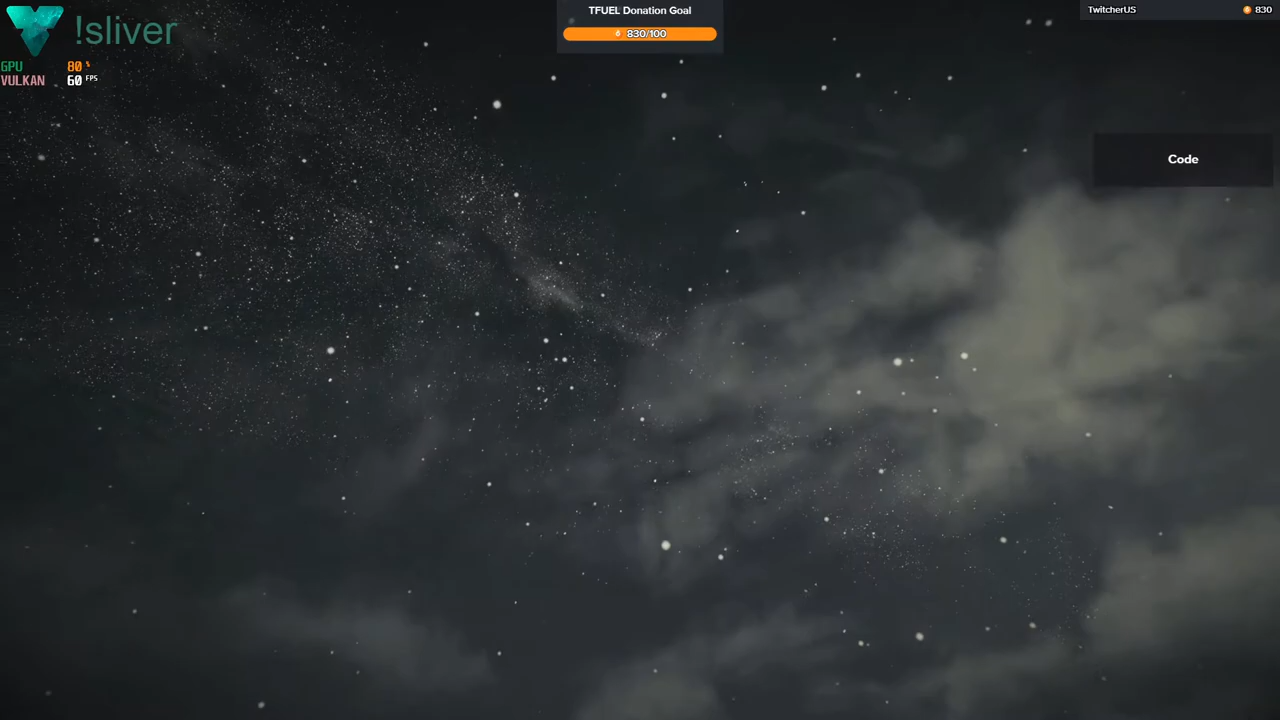 !sliver
TFUEL Donation Goal
830/100
TwitcherUS 830
GPU 80 %
VULKAN 60 FPS
Code